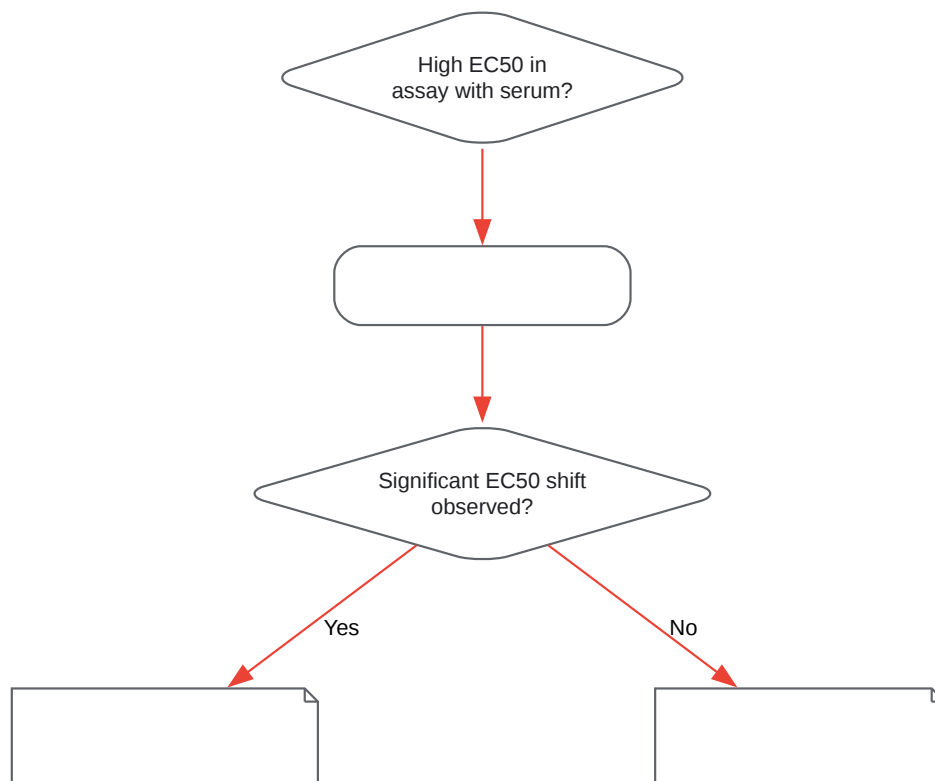 High EC50 in
assay with serum?
Significant EC50 shift
observed?
Yes
No